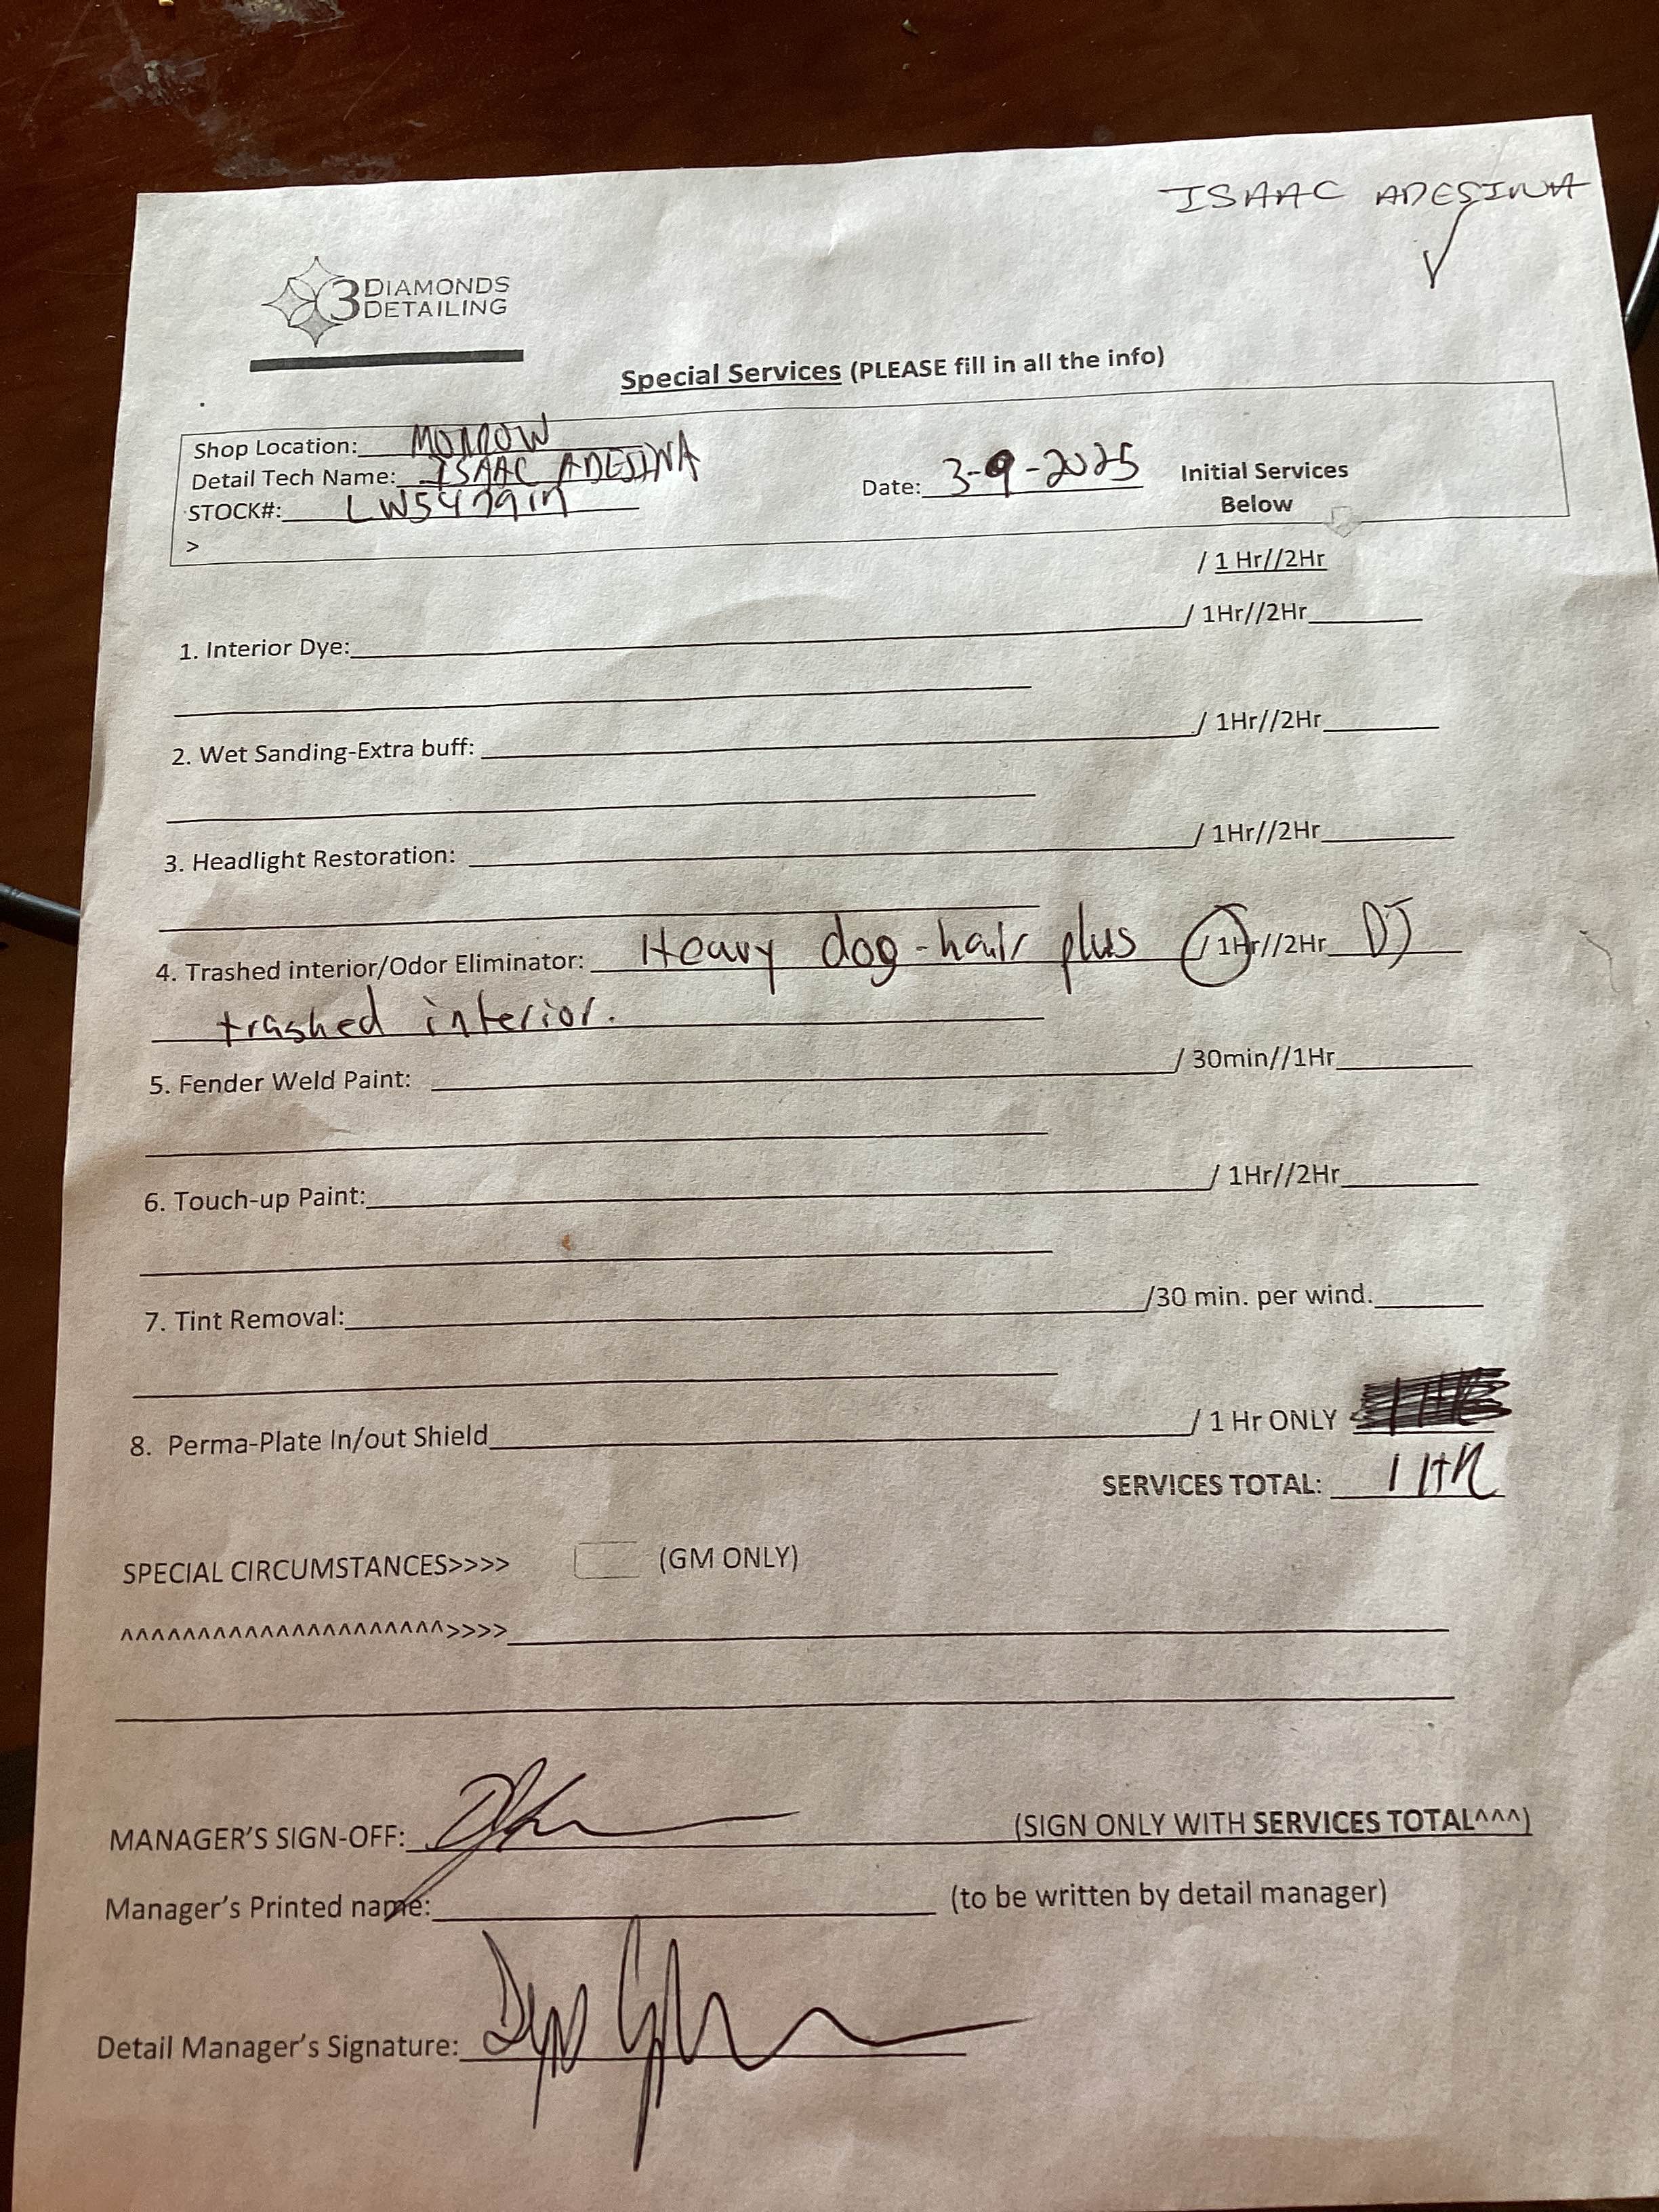 ISAAC ADESINA
3 DIAMONDS
DETAILING
Special Services (PLEASE fill in all the info)
Shop Location: MORROW
Detail Tech Name: ISAAC ADESINA
Date: 3-9-2025 Initial Services
Below
STOCK#:
>
/ 1 Hr//2Hr
1. Interior Dye: / 1Hr//2Hr
2. Wet Sanding-Extra buff: / 1Hr//2Hr
3. Headlight Restoration: / 1Hr//2Hr
4. Trashed interior/Odor Eliminator: Heavy dog-hair plus / 1Hr//2Hr DJ
trashed interior.
5. Fender Weld Paint: / 30min//1Hr
6. Touch-up Paint: / 1Hr//2Hr
7. Tint Removal: /30 min. per wind.
8. Perma-Plate In/out Shield / 1 Hr ONLY
SERVICES TOTAL: 1 HR
SPECIAL CIRCUMSTANCES>>>> (GM ONLY)
^^^^^^^^^^^^^^^^^^^^^>>>>
MANAGER'S SIGN-OFF: (SIGN ONLY WITH SERVICES TOTAL^^^)
Manager's Printed name: (to be written by detail manager)
Detail Manager's Signature: